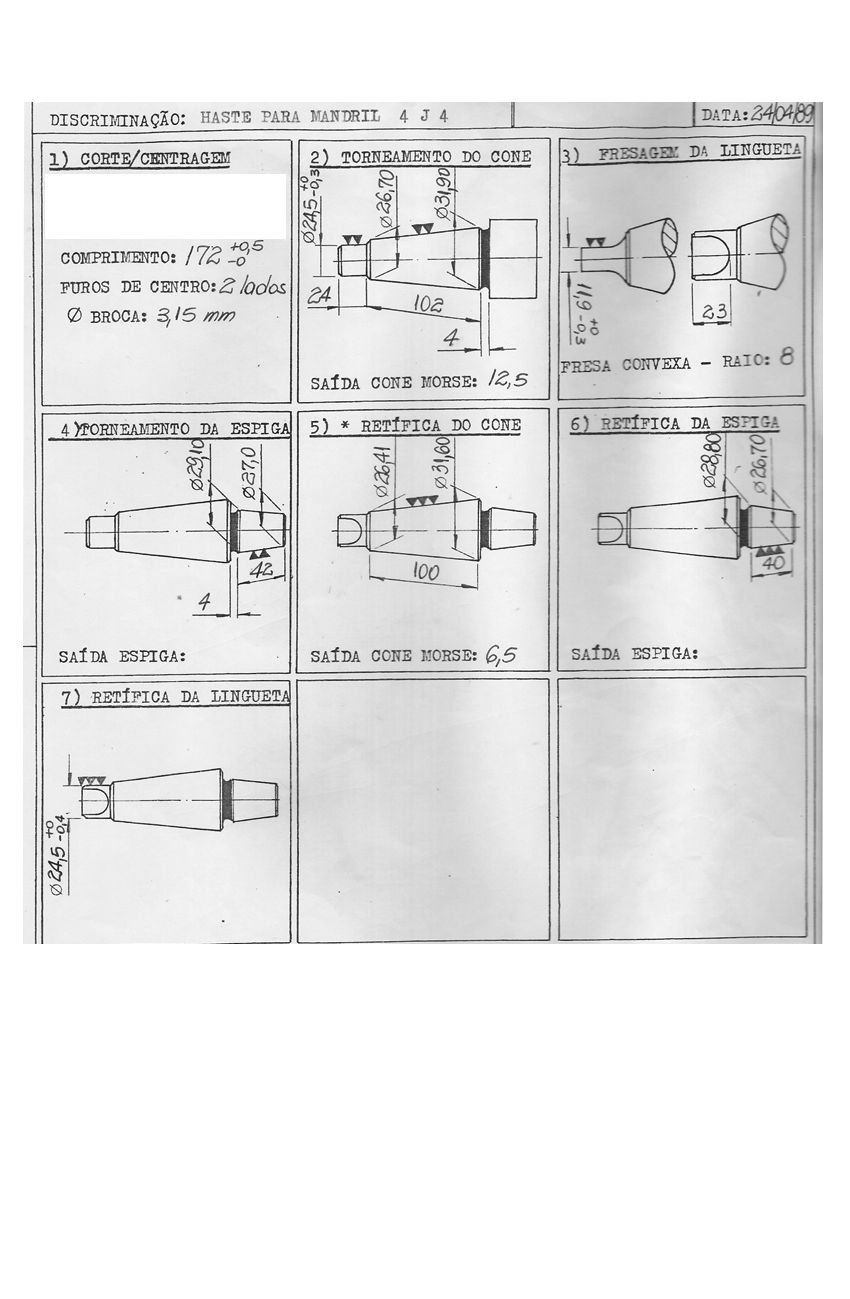 DISCRIMINAÇÃO: HASTE PARA MANDRIL 4 J 4
DATA: 24/04/89
1) CORTE/CENTRAGEM
COMPRIMENTO: 172 +0,5 -0
FUROS DE CENTRO: 2 lados
Ø BROCA: 3,15 mm
2) TORNEAMENTO DO CONE
Ø24,5 +0 -0,3
Ø26,70
Ø31,90
24
102
4
SAÍDA CONE MORSE: 12,5
3) FRESAGEM DA LINGUETA
11,9 +0 -0,3
23
FRESA CONVEXA - RAIO: 8
4) TORNEAMENTO DA ESPIGA
Ø29,10
Ø27,0
42
4
SAÍDA ESPIGA:
5) * RETÍFICA DO CONE
Ø26,41
Ø31,60
100
SAÍDA CONE MORSE: 6,5
6) RETÍFICA DA ESPIGA
Ø28,80
Ø26,70
40
SAÍDA ESPIGA:
7) RETÍFICA DA LINGUETA
Ø24,5 +0 -0,4